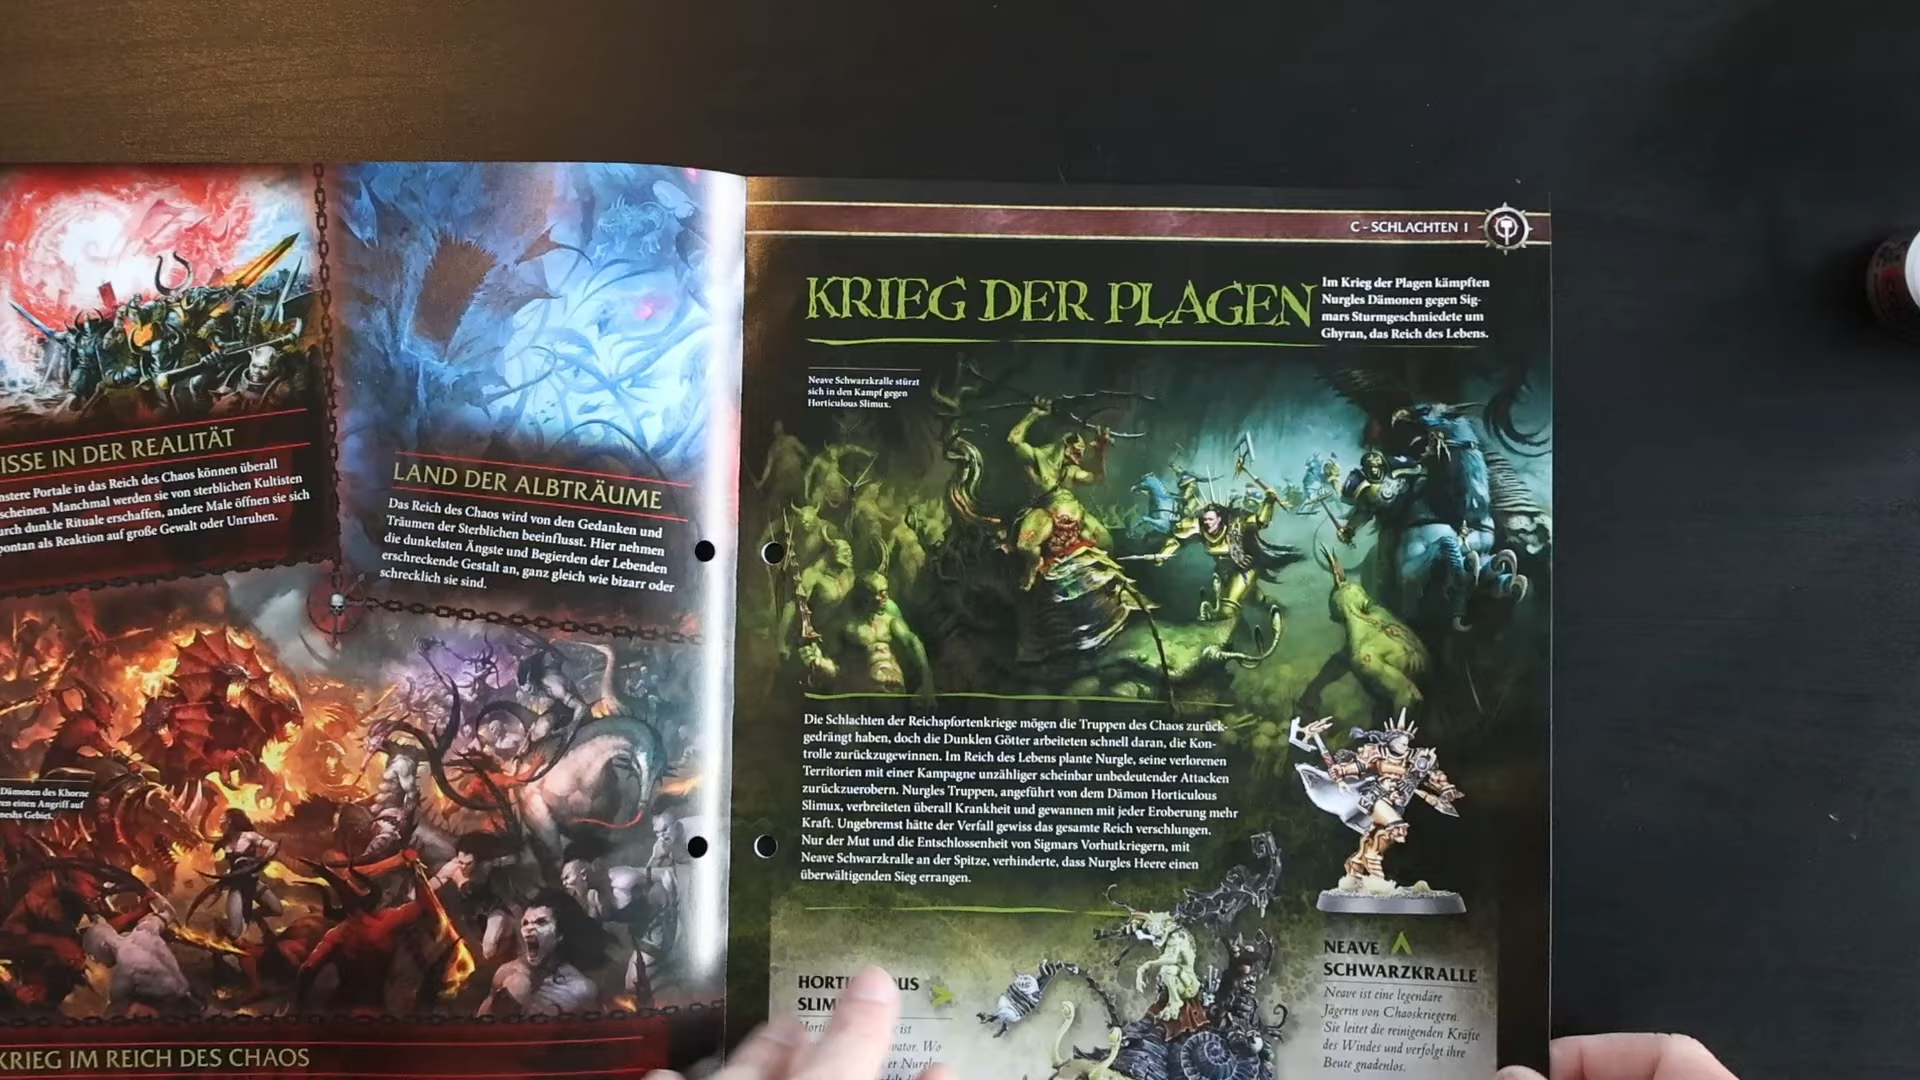 ISSE IN DER REALITÄT
nstere Portale in das Reich des Chaos können überall
scheinen. Manchmal werden sie von sterblichen Kultisten
urch dunkle Rituale erschaffen, andere Male öffnen sie sich
pontan als Reaktion auf große Gewalt oder Unruhen.
LAND DER ALBTRÄUME
Das Reich des Chaos wird von den Gedanken und
Träumen der Sterblichen beeinflusst. Hier nehmen
die dunkelsten Ängste und Begierden der Lebenden
erschreckende Gestalt an, ganz gleich wie bizarr oder
schrecklich sie sind.
Dämonen des Khorne
en einen Angriff auf
neshs Gebiet.
KRIEG IM REICH DES CHAOS
C - SCHLACHTEN 1
KRIEG DER PLAGEN
Im Krieg der Plagen kämpften
Nurgles Dämonen gegen Sig-
mars Sturmgeschmiedete um
Ghyran, das Reich des Lebens.
Neave Schwarzkralle stürzt
sich in den Kampf gegen
Horticulous Slimux.
Die Schlachten der Reichspfortenkriege mögen die Truppen des Chaos zurück-
gedrängt haben, doch die Dunklen Götter arbeiteten schnell daran, die Kon-
trolle zurückzugewinnen. Im Reich des Lebens plante Nurgle, seine verlorenen
Territorien mit einer Kampagne unzähliger scheinbar unbedeutender Attacken
zurückzuerobern. Nurgles Truppen, angeführt von dem Dämon Horticulous
Slimux, verbreiteten überall Krankheit und gewannen mit jeder Eroberung mehr
Kraft. Ungebremst hätte der Verfall gewiss das gesamte Reich verschlungen.
Nur der Mut und die Entschlossenheit von Sigmars Vorhutkriegern, mit
Neave Schwarzkralle an der Spitze, verhinderte, dass Nurgles Heere einen
überwältigenden Sieg errangen.
NEAVE
SCHWARZKRALLE
Neave ist eine legendäre
Jägerin von Chaoskriegern.
Sie leitet die reinigenden Kräfte
des Windes und verfolgt ihre
Beute gnadenlos.